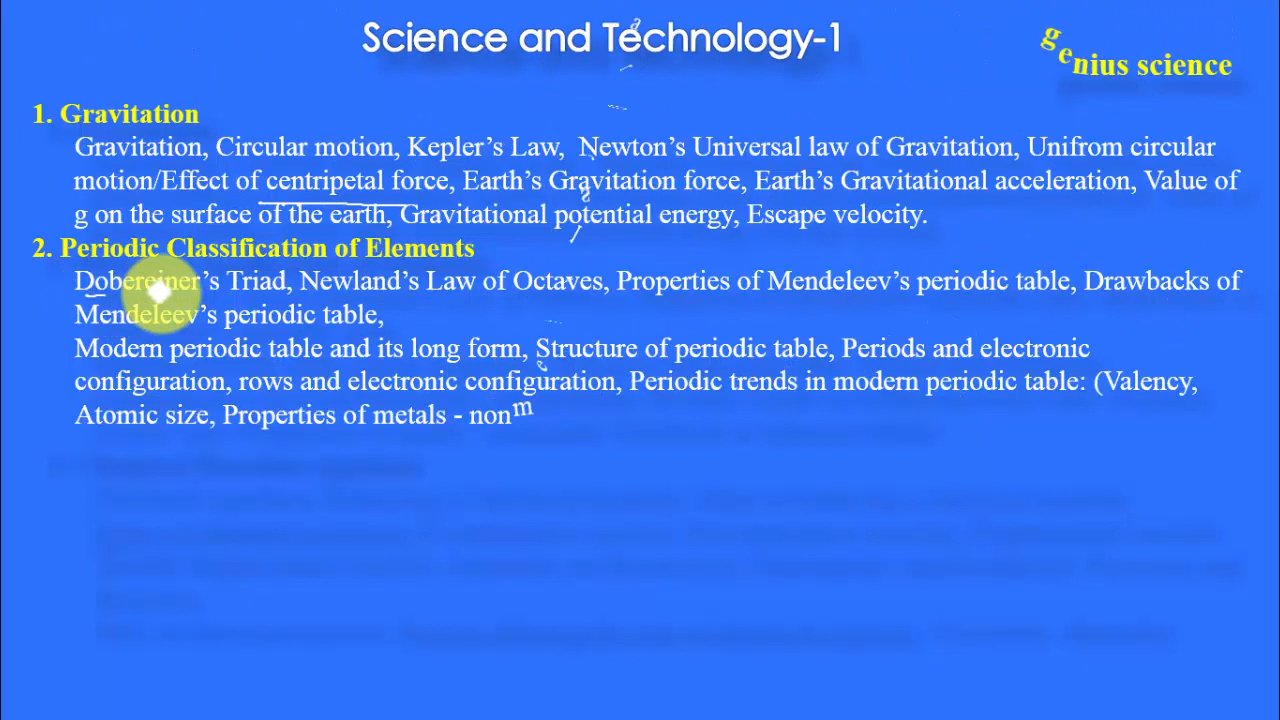 Science and Technology-1
genius science
1. Gravitation
Gravitation, Circular motion, Kepler's Law, Newton's Universal law of Gravitation, Unifrom circular
motion/Effect of centripetal force, Earth's Gravitation force, Earth's Gravitational acceleration, Value of
g on the surface of the earth, Gravitational potential energy, Escape velocity.
2. Periodic Classification of Elements
Dobereiner's Triad, Newland's Law of Octaves, Properties of Mendeleev's periodic table, Drawbacks of
Mendeleev's periodic table,
Modern periodic table and its long form, Structure of periodic table, Periods and electronic
configuration, rows and electronic configuration, Periodic trends in modern periodic table: (Valency,
Atomic size, Properties of metals - nonm